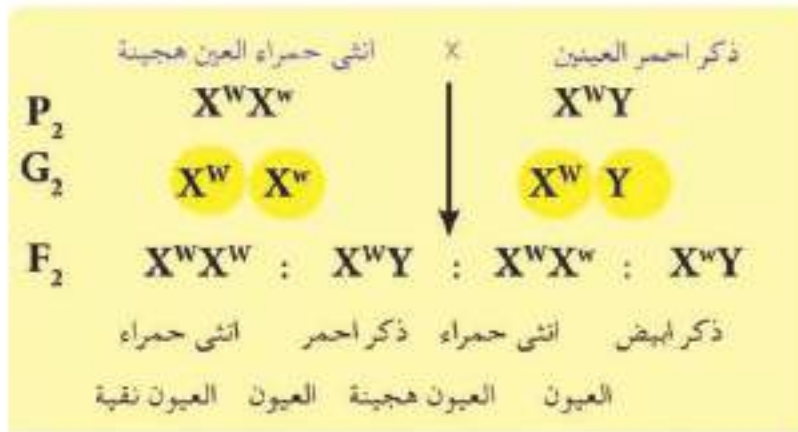 ذكر احمر العينين × انثى حمراء العين هجينة
P₂ XᵂXʷ XᵂY
G₂ Xᵂ Xʷ Xᵂ Y
F₂ XᵂXᵂ : XᵂY : XᵂXʷ : XʷY
ذكر ابيض انثى حمراء ذكر احمر انثى حمراء
العيون العيون هجينة العيون العيون نقية